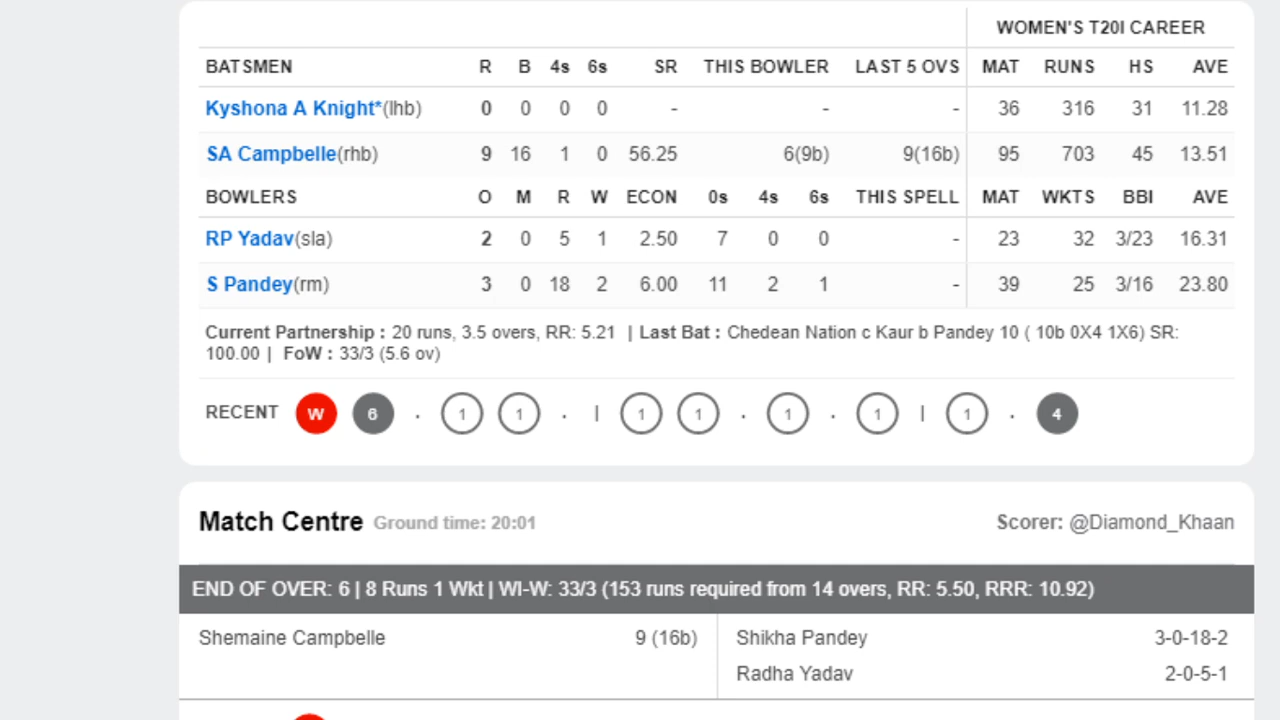 WOMEN'S T20I CAREER
BATSMEN R B 4s 6s SR THIS BOWLER LAST 5 OVS MAT RUNS HS AVE
Kyshona A Knight*(lhb) 0 0 0 0 - - - 36 316 31 11.28
SA Campbelle(rhb) 9 16 1 0 56.25 6(9b) 9(16b) 95 703 45 13.51
BOWLERS O M R W ECON 0s 4s 6s THIS SPELL MAT WKTS BBI AVE
RP Yadav(sla) 2 0 5 1 2.50 7 0 0 - 23 32 3/23 16.31
S Pandey(rm) 3 0 18 2 6.00 11 2 1 - 39 25 3/16 23.80
Current Partnership : 20 runs, 3.5 overs, RR: 5.21 | Last Bat : Chedean Nation c Kaur b Pandey 10 ( 10b 0X4 1X6) SR:
100.00 | FoW : 33/3 (5.6 ov)
RECENT W 6 . 1 1 . | 1 1 . 1 . 1 | 1 . 4
Match Centre Ground time: 20:01 Scorer: @Diamond_Khaan
END OF OVER: 6 | 8 Runs 1 Wkt | WI-W: 33/3 (153 runs required from 14 overs, RR: 5.50, RRR: 10.92)
Shemaine Campbelle 9 (16b) Shikha Pandey 3-0-18-2
Radha Yadav 2-0-5-1